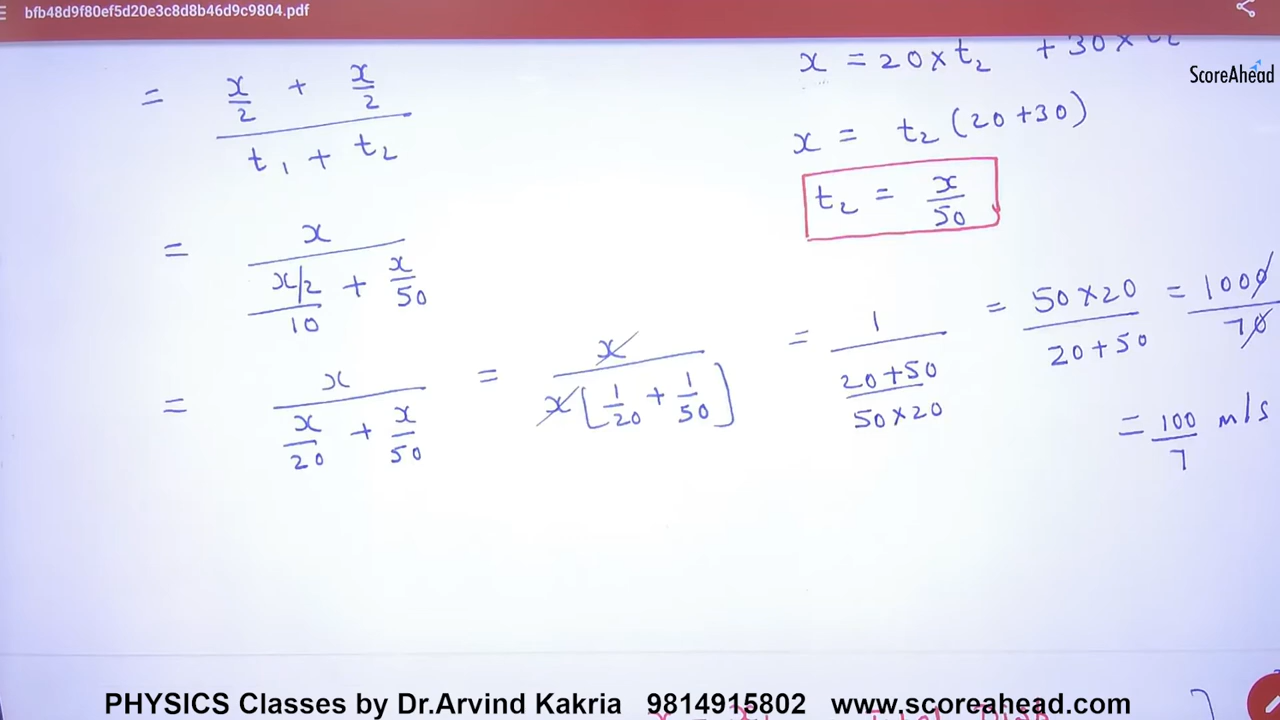 bfb48d9f80ef5d20e3c8d8b46d9c9804.pdf
ScoreAhead
x = 20 × t₂ + 30 × t₂
x = t₂ (20 + 30)
t₂ = x/50
= (x/2 + x/2) / (t₁ + t₂)
= x / ((x/2)/10 + x/50)
= x / (x/20 + x/50) = x / x[1/20 + 1/50] = 1 / ((20 + 50)/(50 × 20)) = (50 × 20)/(20 + 50) = 1000/70
= 100/7 m/s
PHYSICS Classes by Dr.Arvind Kakria 9814915802 www.scoreahead.com